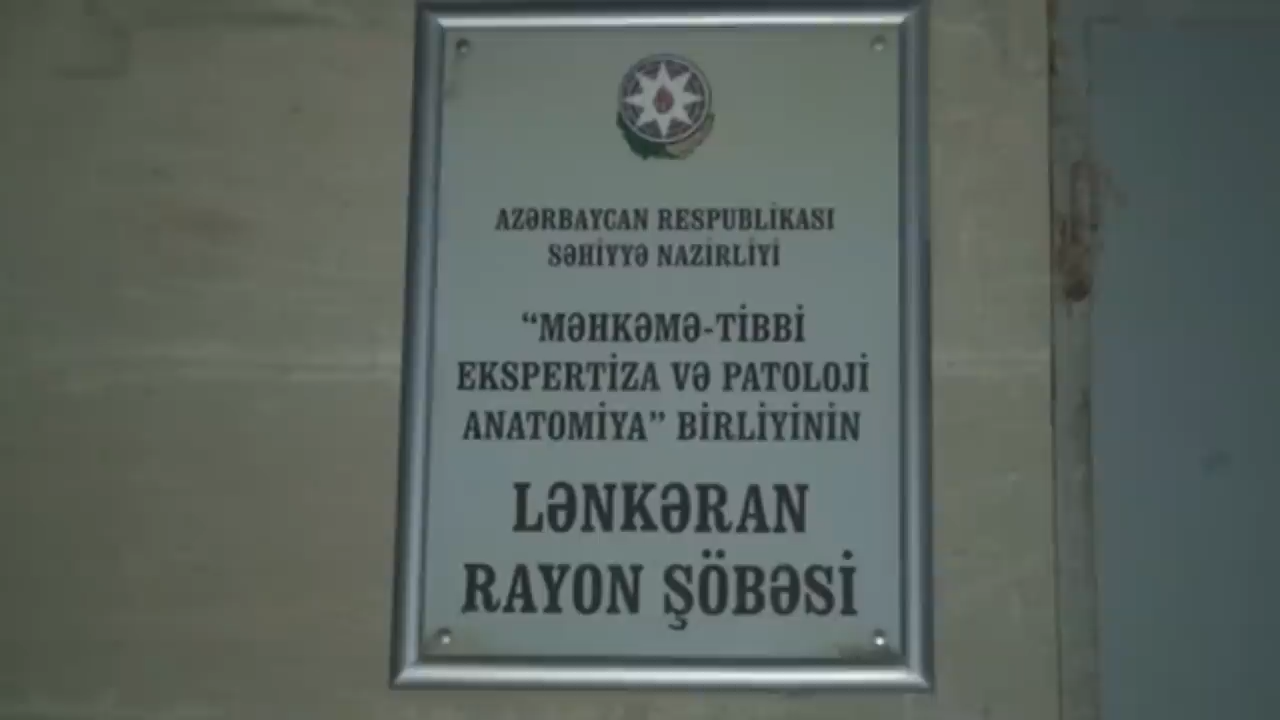 AZƏRBAYCAN RESPUBLİKASI
SƏHİYYƏ NAZİRLİYİ
“MƏHKƏMƏ-TİBBİ
EKSPERTİZA VƏ PATOLOJİ
ANATOMİYA” BİRLİYİNİN
LƏNKƏRAN
RAYON ŞÖBƏSİ